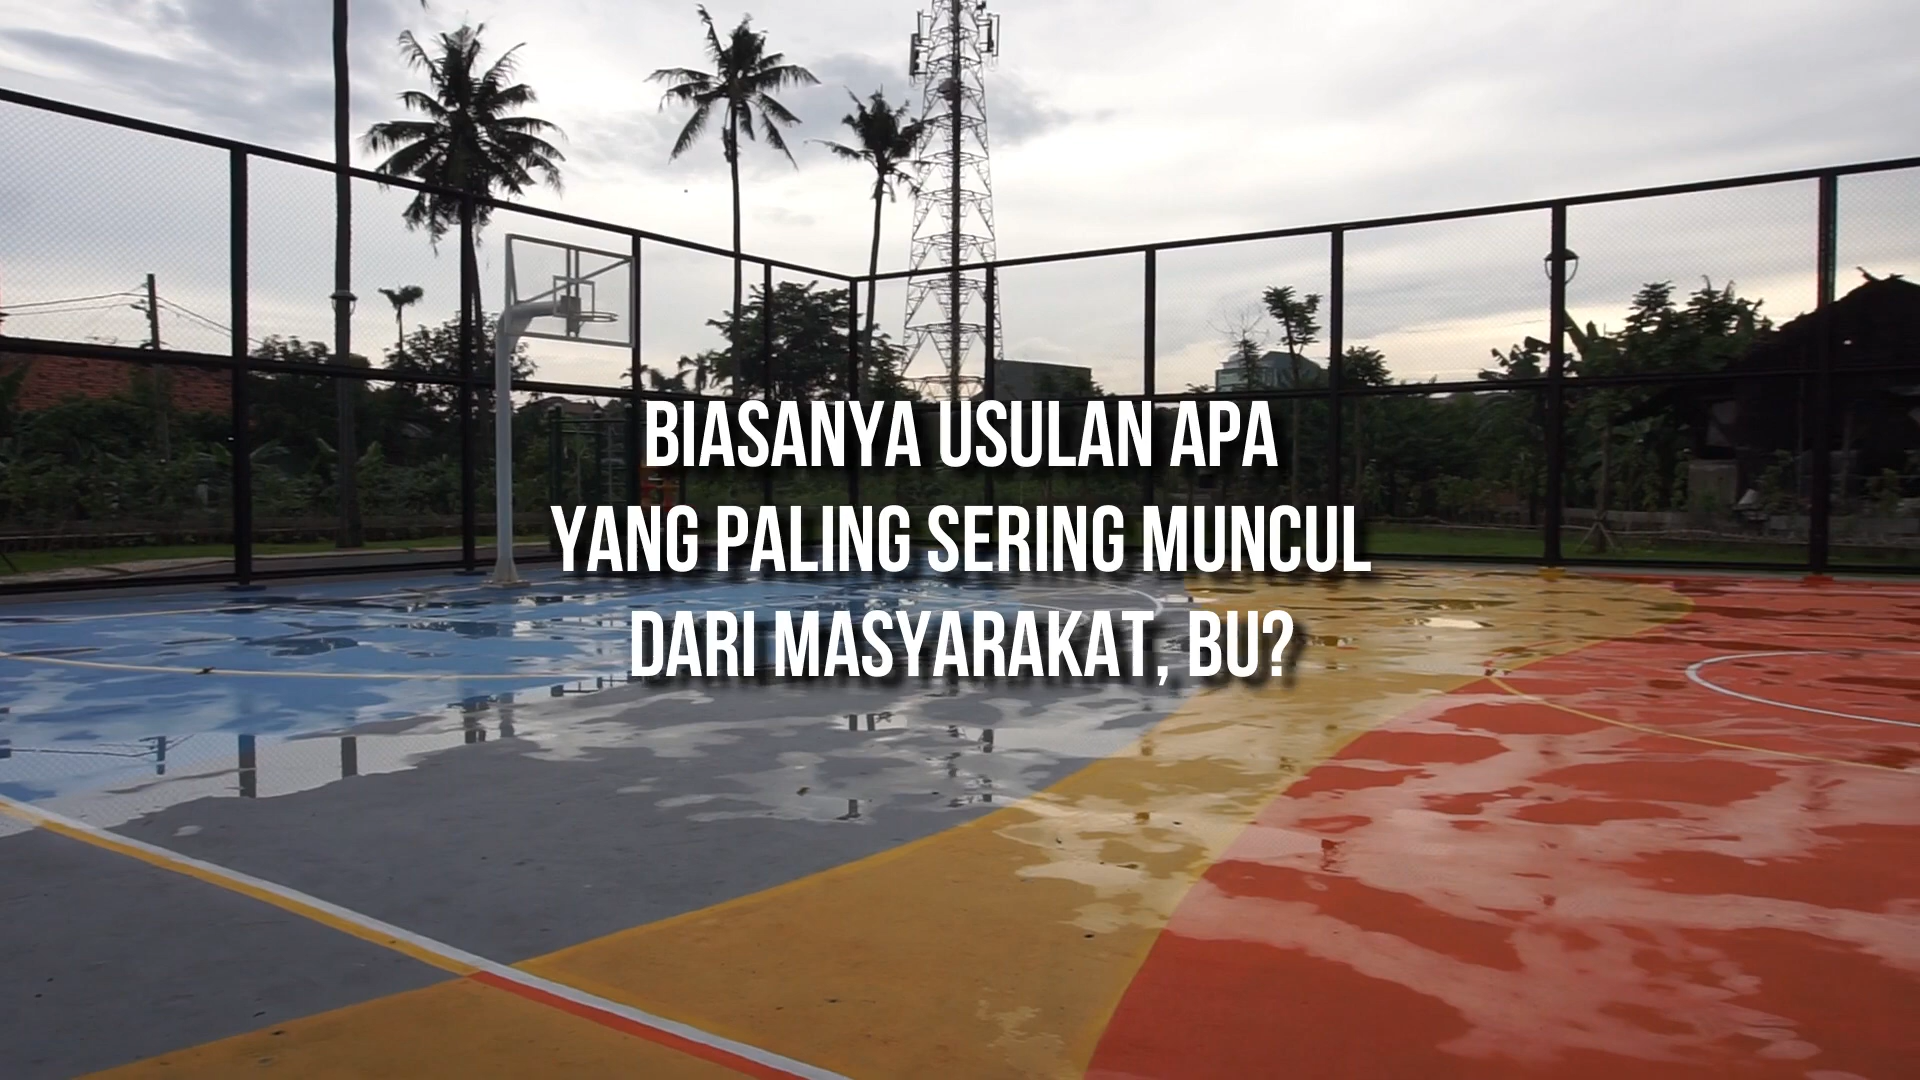 BIASANYA USULAN APA
YANG PALING SERING MUNCUL
DARI MASYARAKAT, BU?